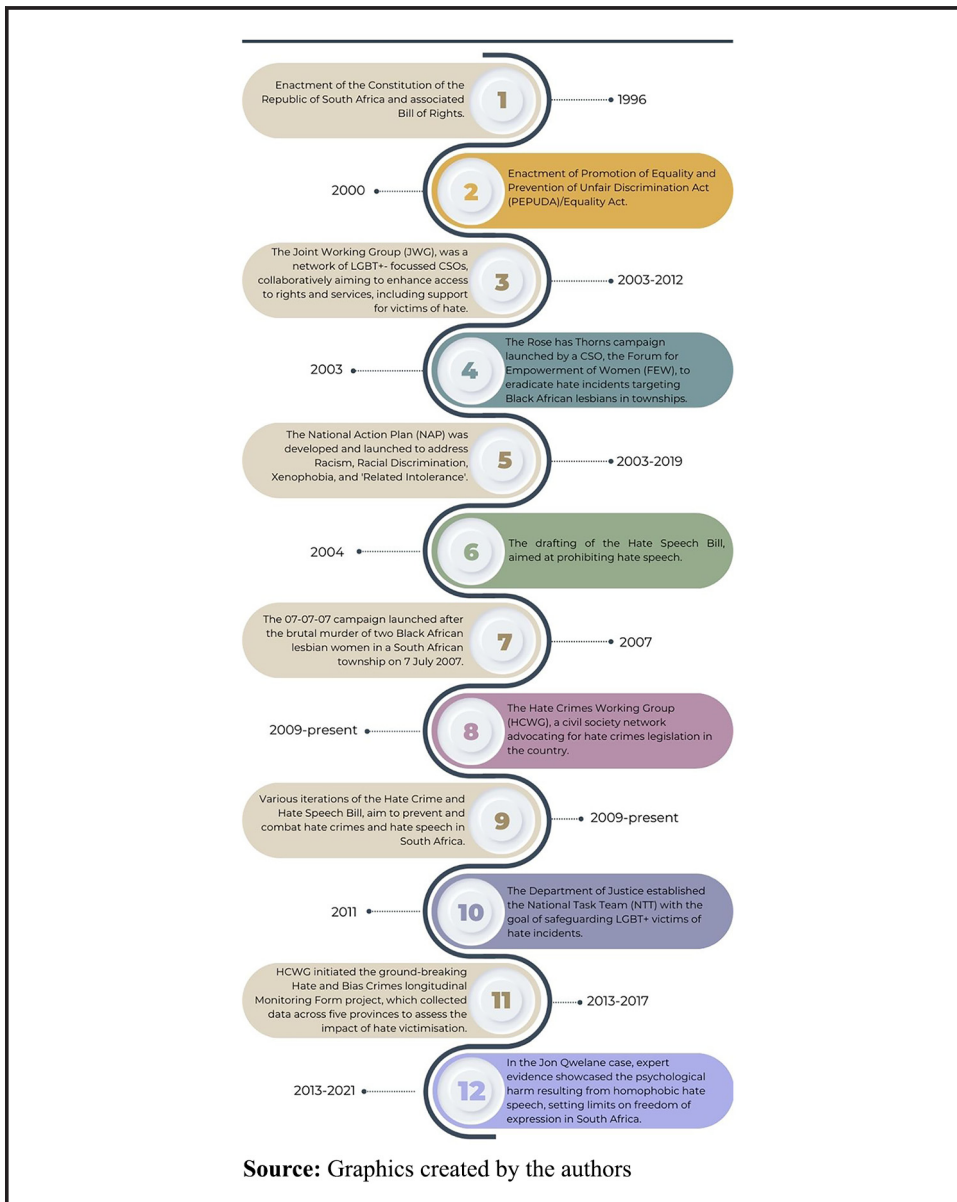 Enactment of the Constitution of the
Republic of South Africa and associated
Bill of Rights.
1
1996
2000
2
Enactment of Promotion of Equality and
Prevention of Unfair Discrimination Act
(PEPUDA)/Equality Act.
The Joint Working Group (JWG), was a
network of LGBT+- focussed CSOs,
collaboratively aiming to enhance access
to rights and services, including support
for victims of hate.
3
2003-2012
2003
4
The Rose has Thorns campaign
launched by a CSO, the Forum for
Empowerment of Women (FEW), to
eradicate hate incidents targeting
Black African lesbians in townships.
The National Action Plan (NAP) was
developed and launched to address
Racism, Racial Discrimination,
Xenophobia, and 'Related Intolerance'.
5
2003-2019
2004
6
The drafting of the Hate Speech Bill,
aimed at prohibiting hate speech.
The 07-07-07 campaign launched after
the brutal murder of two Black African
lesbian women in a South African
township on 7 July 2007.
7
2007
2009-present
8
The Hate Crimes Working Group
(HCWG), a civil society network
advocating for hate crimes legislation in
the country.
Various iterations of the Hate Crime and
Hate Speech Bill, aim to prevent and
combat hate crimes and hate speech in
South Africa.
9
2009-present
2011
10
The Department of Justice established
the National Task Team (NTT) with the
goal of safeguarding LGBT+ victims of
hate incidents.
HCWG initiated the ground-breaking
Hate and Bias Crimes longitudinal
Monitoring Form project, which collected
data across five provinces to assess the
impact of hate victimisation.
11
2013-2017
2013-2021
12
In the Jon Qwelane case, expert
evidence showcased the psychological
harm resulting from homophobic hate
speech, setting limits on freedom of
expression in South Africa.
Source: Graphics created by the authors